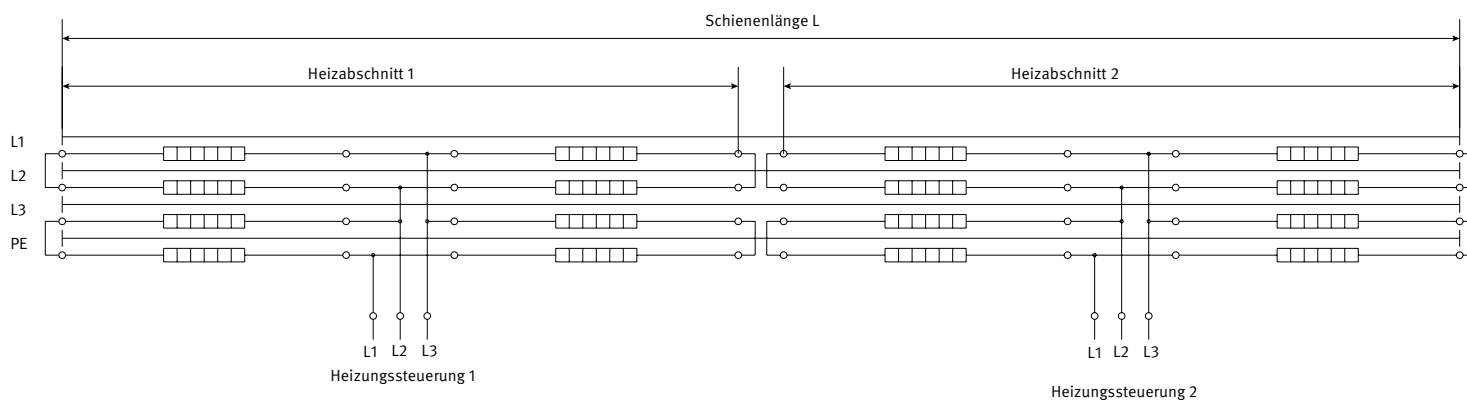 Schienenlänge L
Heizabschnitt 1 Heizabschnitt 2
L1
L2
L3
PE
L1 L2 L3 L1 L2 L3
Heizungssteuerung 1
Heizungssteuerung 2